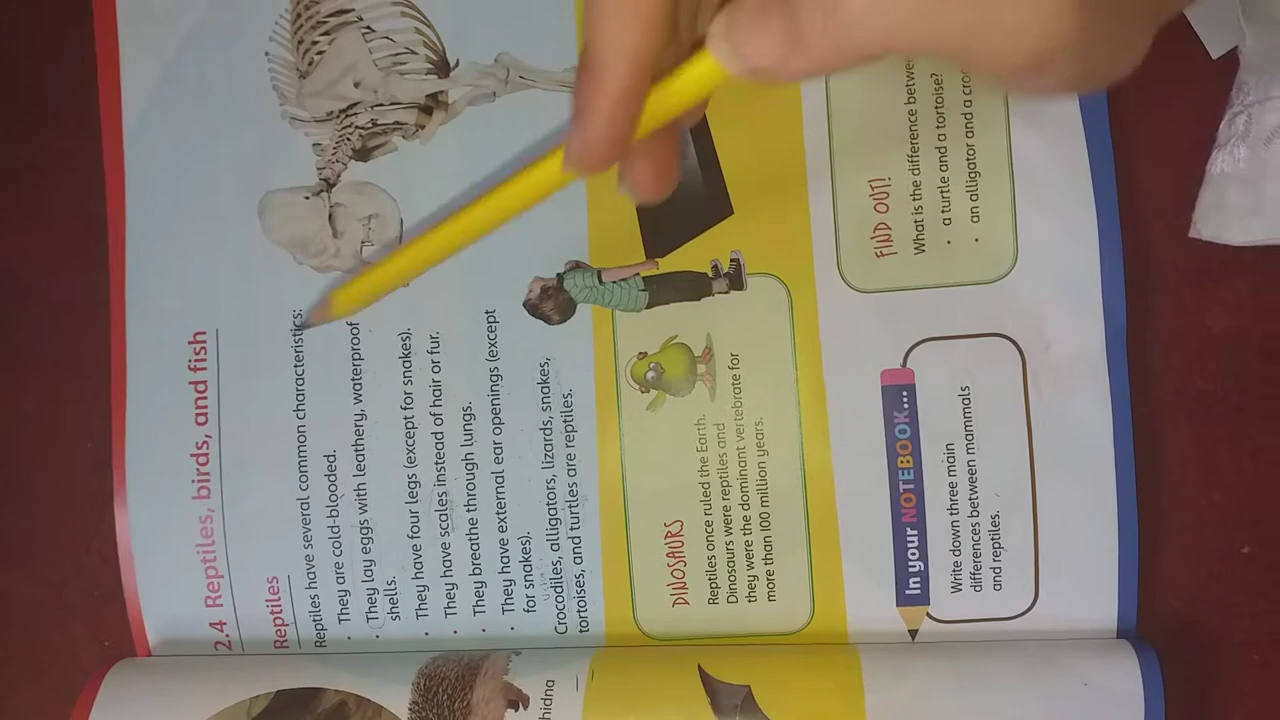 2.4 Reptiles, birds, and fish
Reptiles
Reptiles have several common characteristics:
• They are cold-blooded.
• They lay eggs with leathery, waterproof
shells.
• They have four legs (except for snakes).
• They have scales instead of hair or fur.
• They breathe through lungs.
• They have external ear openings (except
for snakes).
Crocodiles, alligators, lizards, snakes,
tortoises, and turtles are reptiles.
DINOSAURS
Reptiles once ruled the Earth.
Dinosaurs were reptiles and
they were the dominant vertebrate for
more than 100 million years.
In your NOTEBOOK...
Write down three main
differences between mammals
and reptiles.
FIND OUT!
What is the difference
• a turtle and a tortoise?
• an alligator and a
hidna